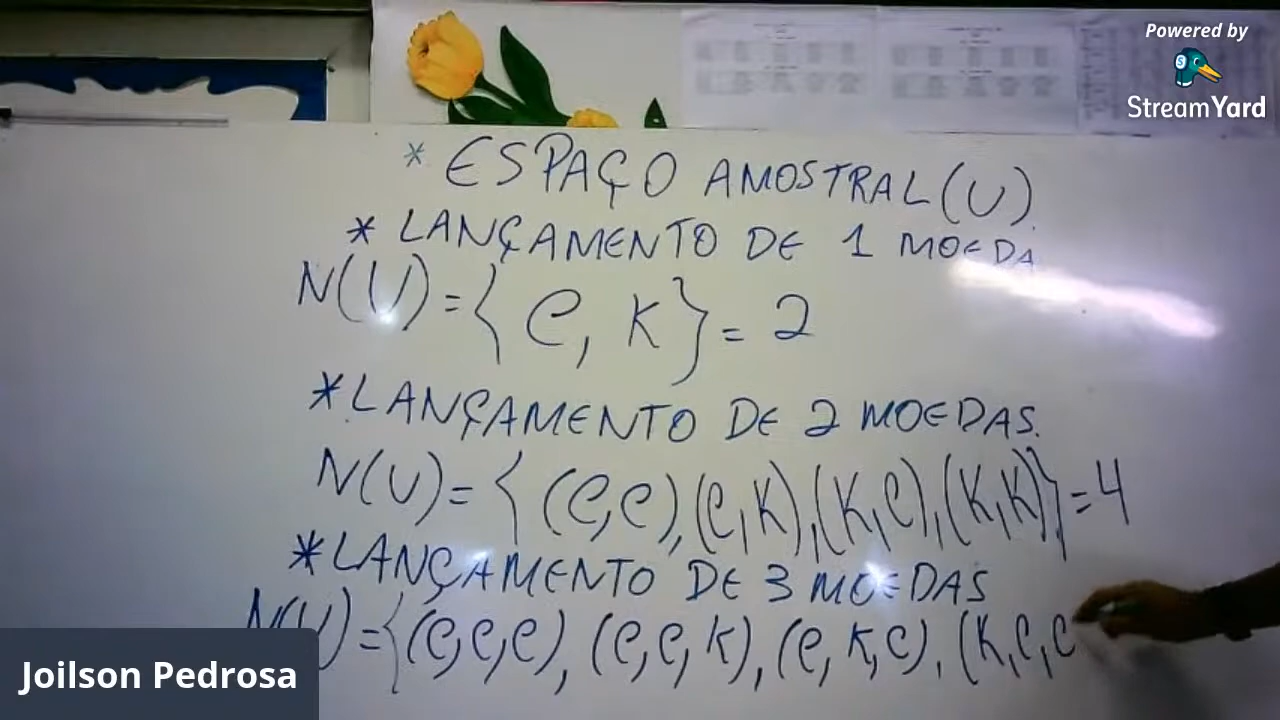 Powered by
StreamYard
* ESPAÇO AMOSTRAL (U)
* LANÇAMENTO DE 1 MOEDA
N(U) = { C, K } = 2
* LANÇAMENTO DE 2 MOEDAS.
N(U) = { (C,C), (C,K), (K,C), (K,K) } = 4
* LANÇAMENTO DE 3 MOEDAS
N(U) = { (C,C,C), (C,C,K), (C,K,C), (K,C,C
Joilson Pedrosa